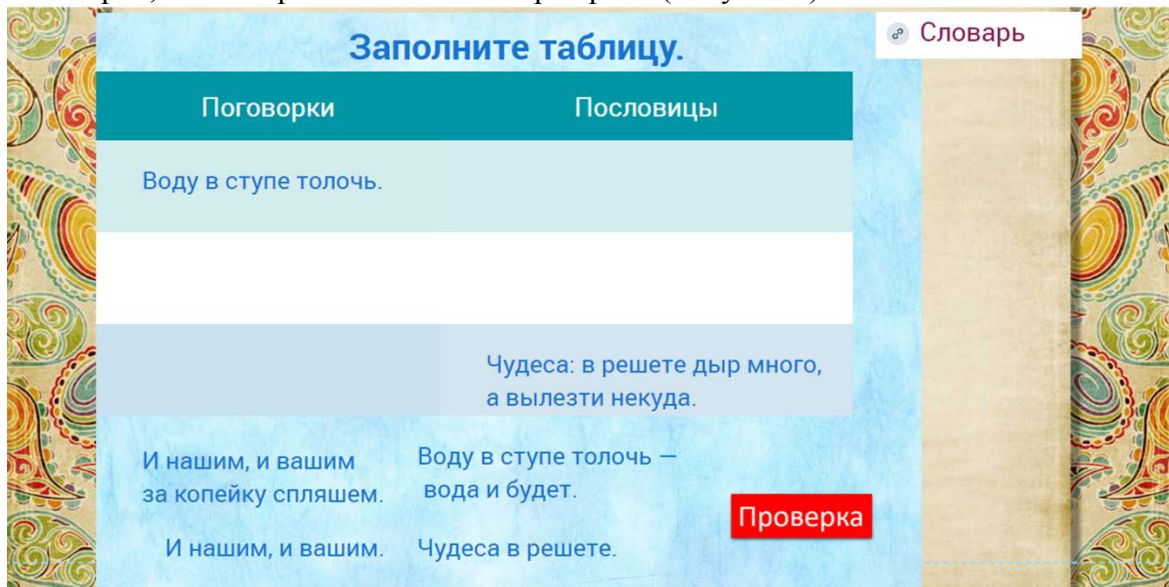 Заполните таблицу.
Словарь
Поговорки Пословицы
Воду в ступе толочь.
Чудеса: в решете дыр много,
а вылезти некуда.
И нашим, и вашим
за копейку спляшем.
Воду в ступе толочь —
вода и будет.
И нашим, и вашим.
Чудеса в решете.
Проверка